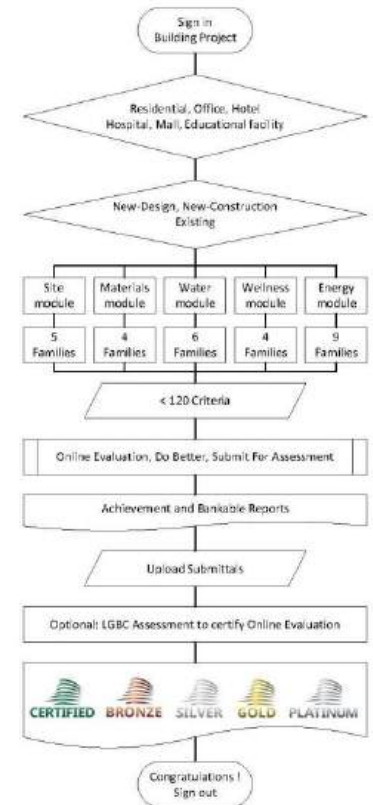 Sign in
Building Project
Residential, Office, Hotel
Hospital, Mall, Educational facility
New-Design, New-Construction
Existing
Site
module
Materials
module
Water
module
Wellness
module
Energy
module
5
Families
4
Families
6
Families
4
Families
9
Families
< 120 Criteria
Online Evaluation, Do Better, Submit For Assessment
Achievement and Bankable Reports
Upload Submittals
Optional: LGBC Assessment to certify Online Evaluation
CERTIFIED BRONZE SILVER GOLD PLATINUM
Congratulations !
Sign out